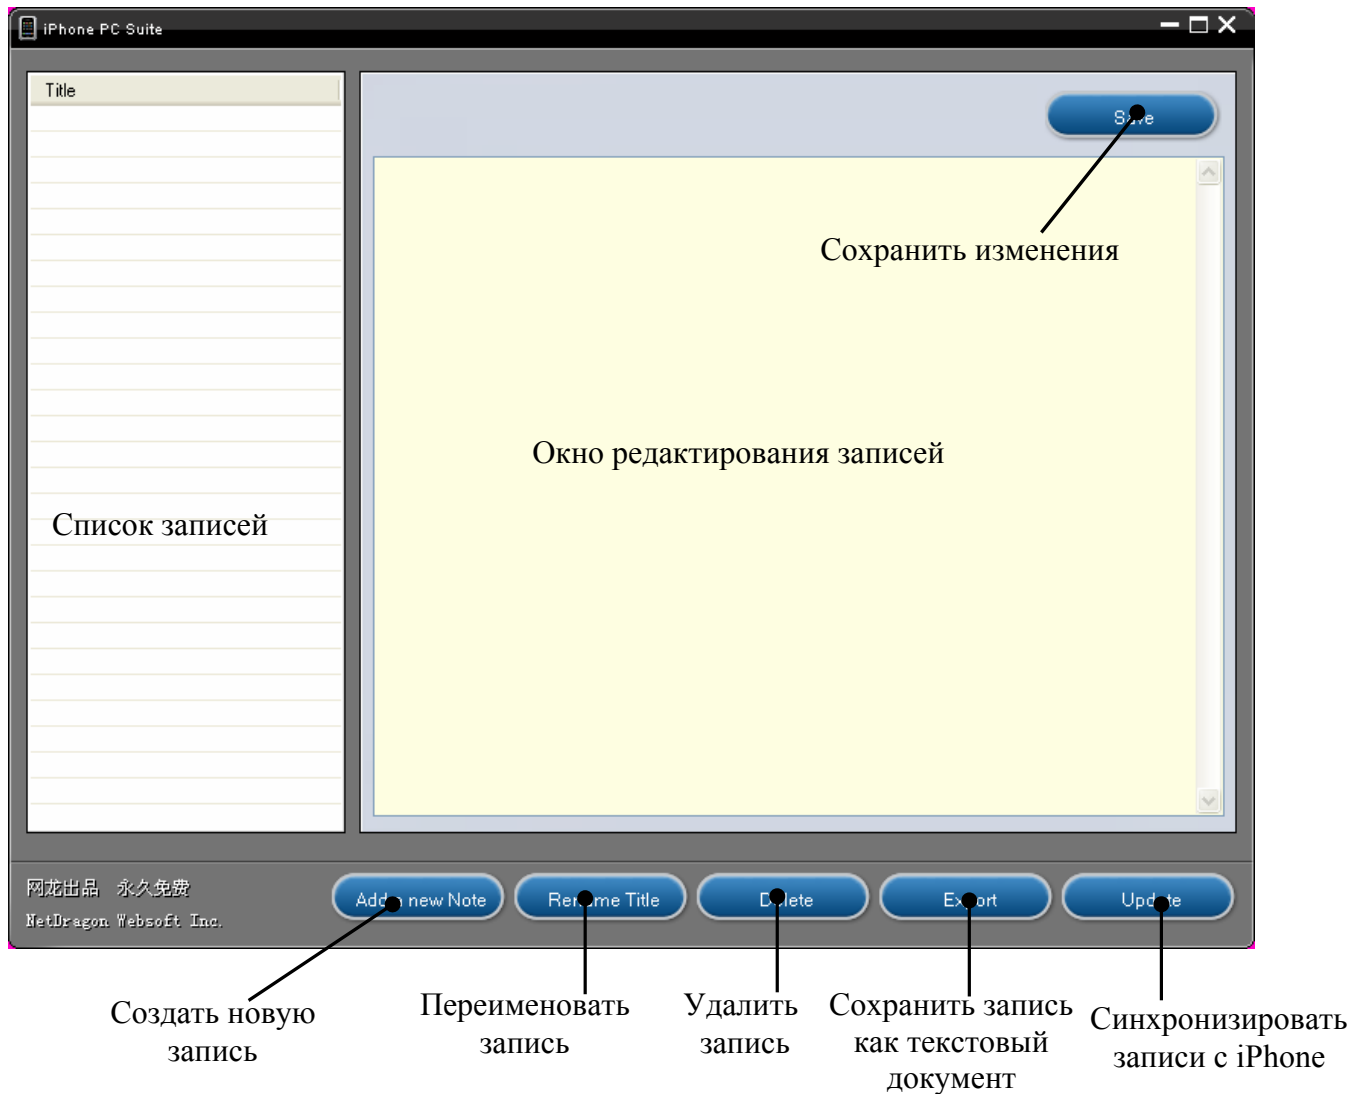 iPhone PC Suite
Title
Save
Сохранить изменения
Окно редактирования записей
Список записей
网龙出品 永久免费
NetDragon Websoft Inc.
Add a new Note
Rename Title
Delete
Export
Update
Создать новую
запись
Переименовать
запись
Удалить
запись
Сохранить запись
как текстовый
документ
Синхронизировать
записи с iPhone